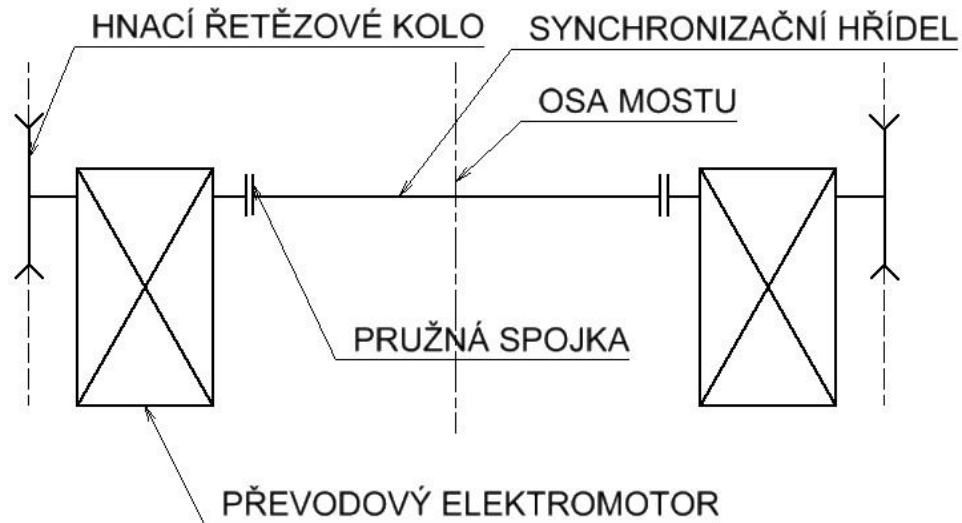 HNACÍ ŘETĚZOVÉ KOLO
SYNCHRONIZAČNÍ HŘÍDEL
OSA MOSTU
PRUŽNÁ SPOJKA
PŘEVODOVÝ ELEKTROMOTOR